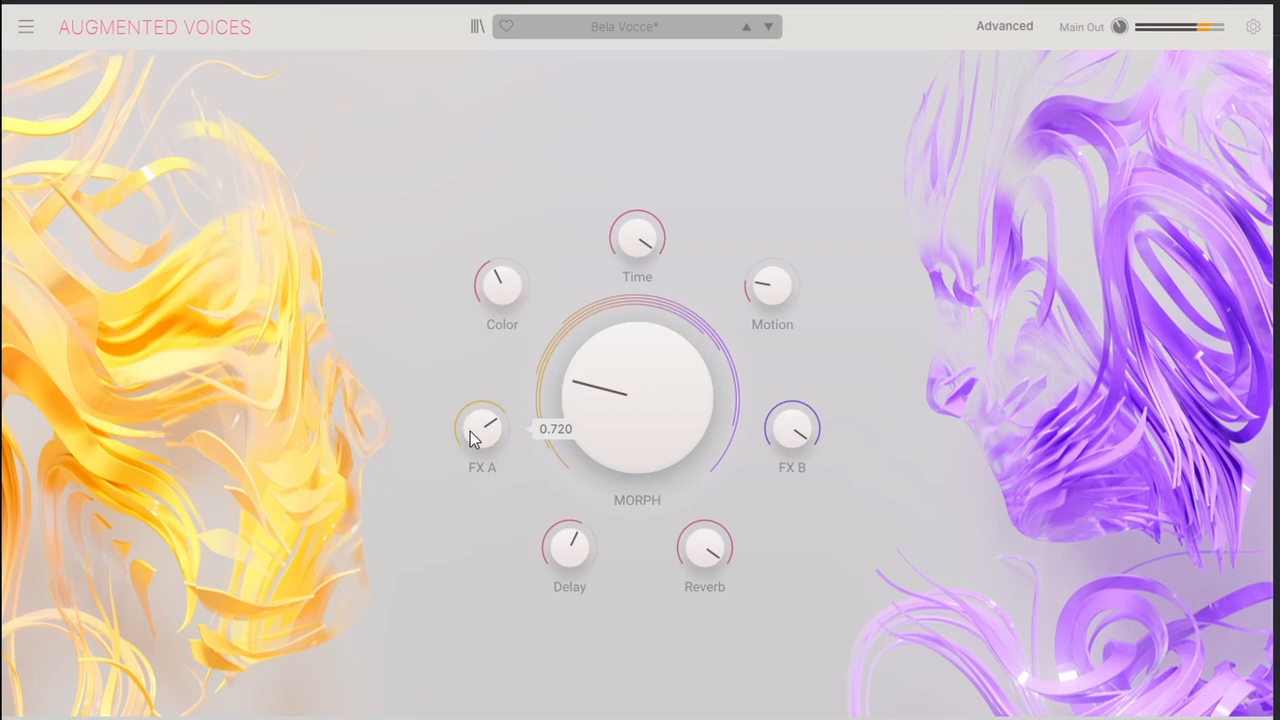 AUGMENTED VOICES
Bela Vocce*
Advanced
Main Out
Time
Color
Motion
0.720
FX A
FX B
MORPH
Delay
Reverb